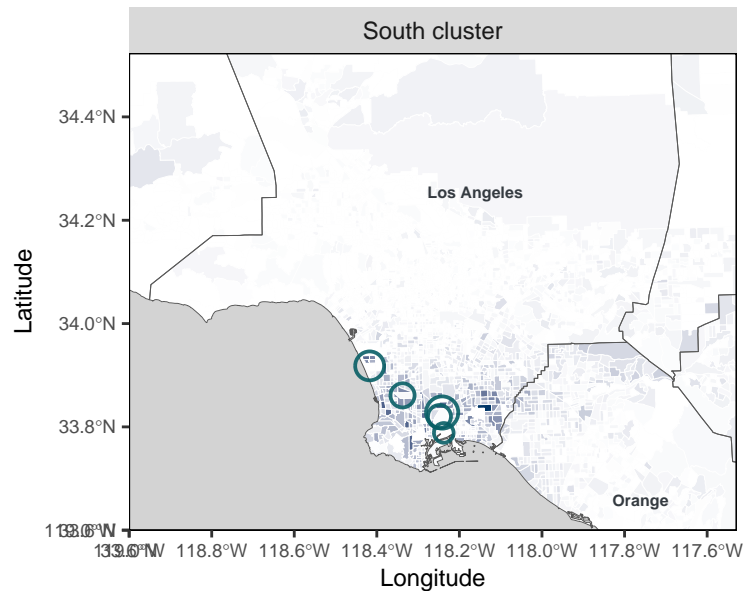 South cluster
34.4°N
34.2°N
34.0°N
33.8°N
Latitude
Los Angeles
Orange
118.8°W 118.6°W 118.4°W 118.2°W 118.0°W 117.8°W 117.6°W
Longitude